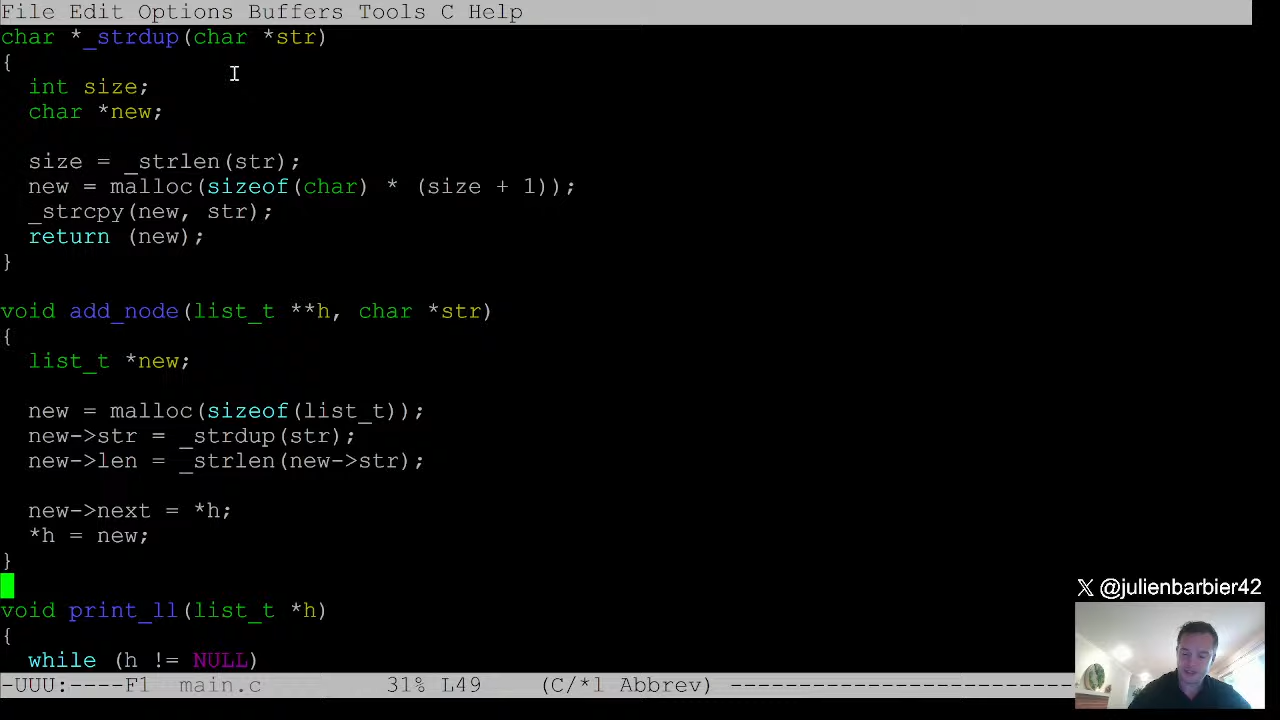 File Edit Options Buffers Tools C Help
char *_strdup(char *str)
{
  int size;
  char *new;
  size = _strlen(str);
  new = malloc(sizeof(char) * (size + 1));
  _strcpy(new, str);
  return (new);
}
void add_node(list_t **h, char *str)
{
  list_t *new;
  new = malloc(sizeof(list_t));
  new->str = _strdup(str);
  new->len = _strlen(new->str);
  new->next = *h;
  *h = new;
}
X @julienbarbier42
void print_ll(list_t *h)
{
  while (h != NULL)
-UUU:----F1  main.c         31% L49    (C/*l Abbrev) -------------------------